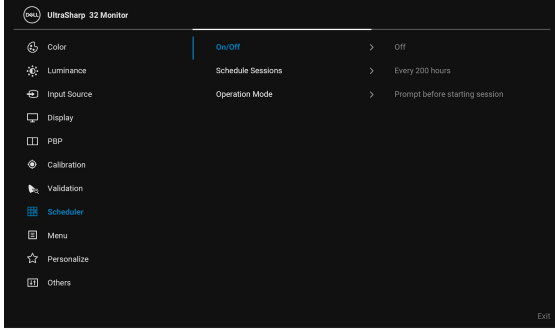 DELL UltraSharp 32 Monitor
Color
Luminance
Input Source
Display
PBP
Calibration
Validation
Scheduler
Menu
Personalize
Others
On/Off > Off
Schedule Sessions > Every 200 hours
Operation Mode > Prompt before starting session
Exit